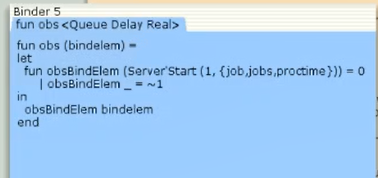 Binder 5
fun obs <Queue Delay Real>
fun obs (bindelem) =
let
fun obsBindElem (Server'Start (1, {job,jobs,proctime})) = 0
| obsBindElem _ = ~1
in
obsBindElem bindelem
end